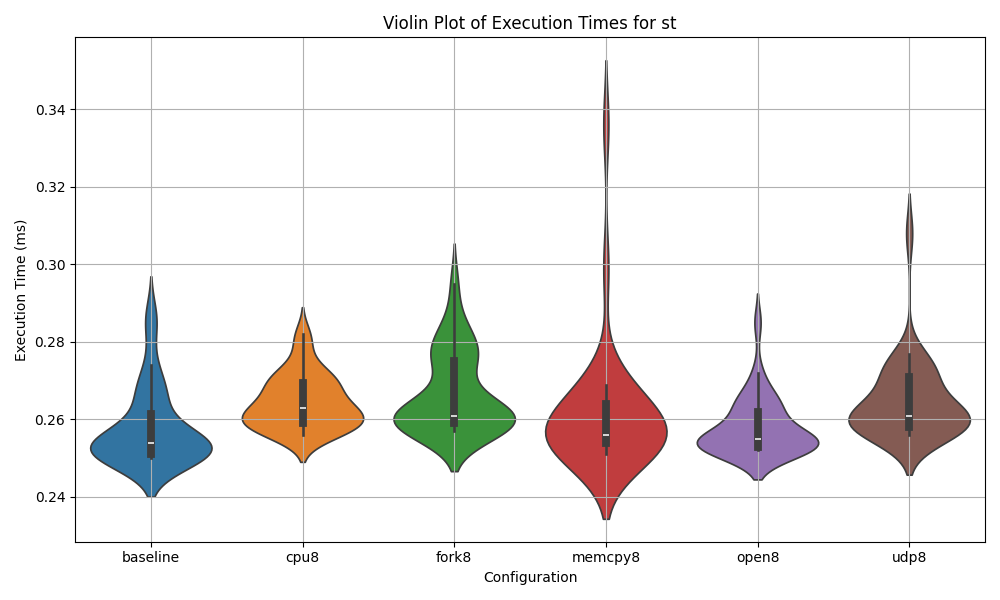 Violin Plot of Execution Times for st
Execution Time (ms)
0.34
0.32
0.30
0.28
0.26
0.24
baseline
cpu8
fork8
memcpy8
open8
udp8
Configuration